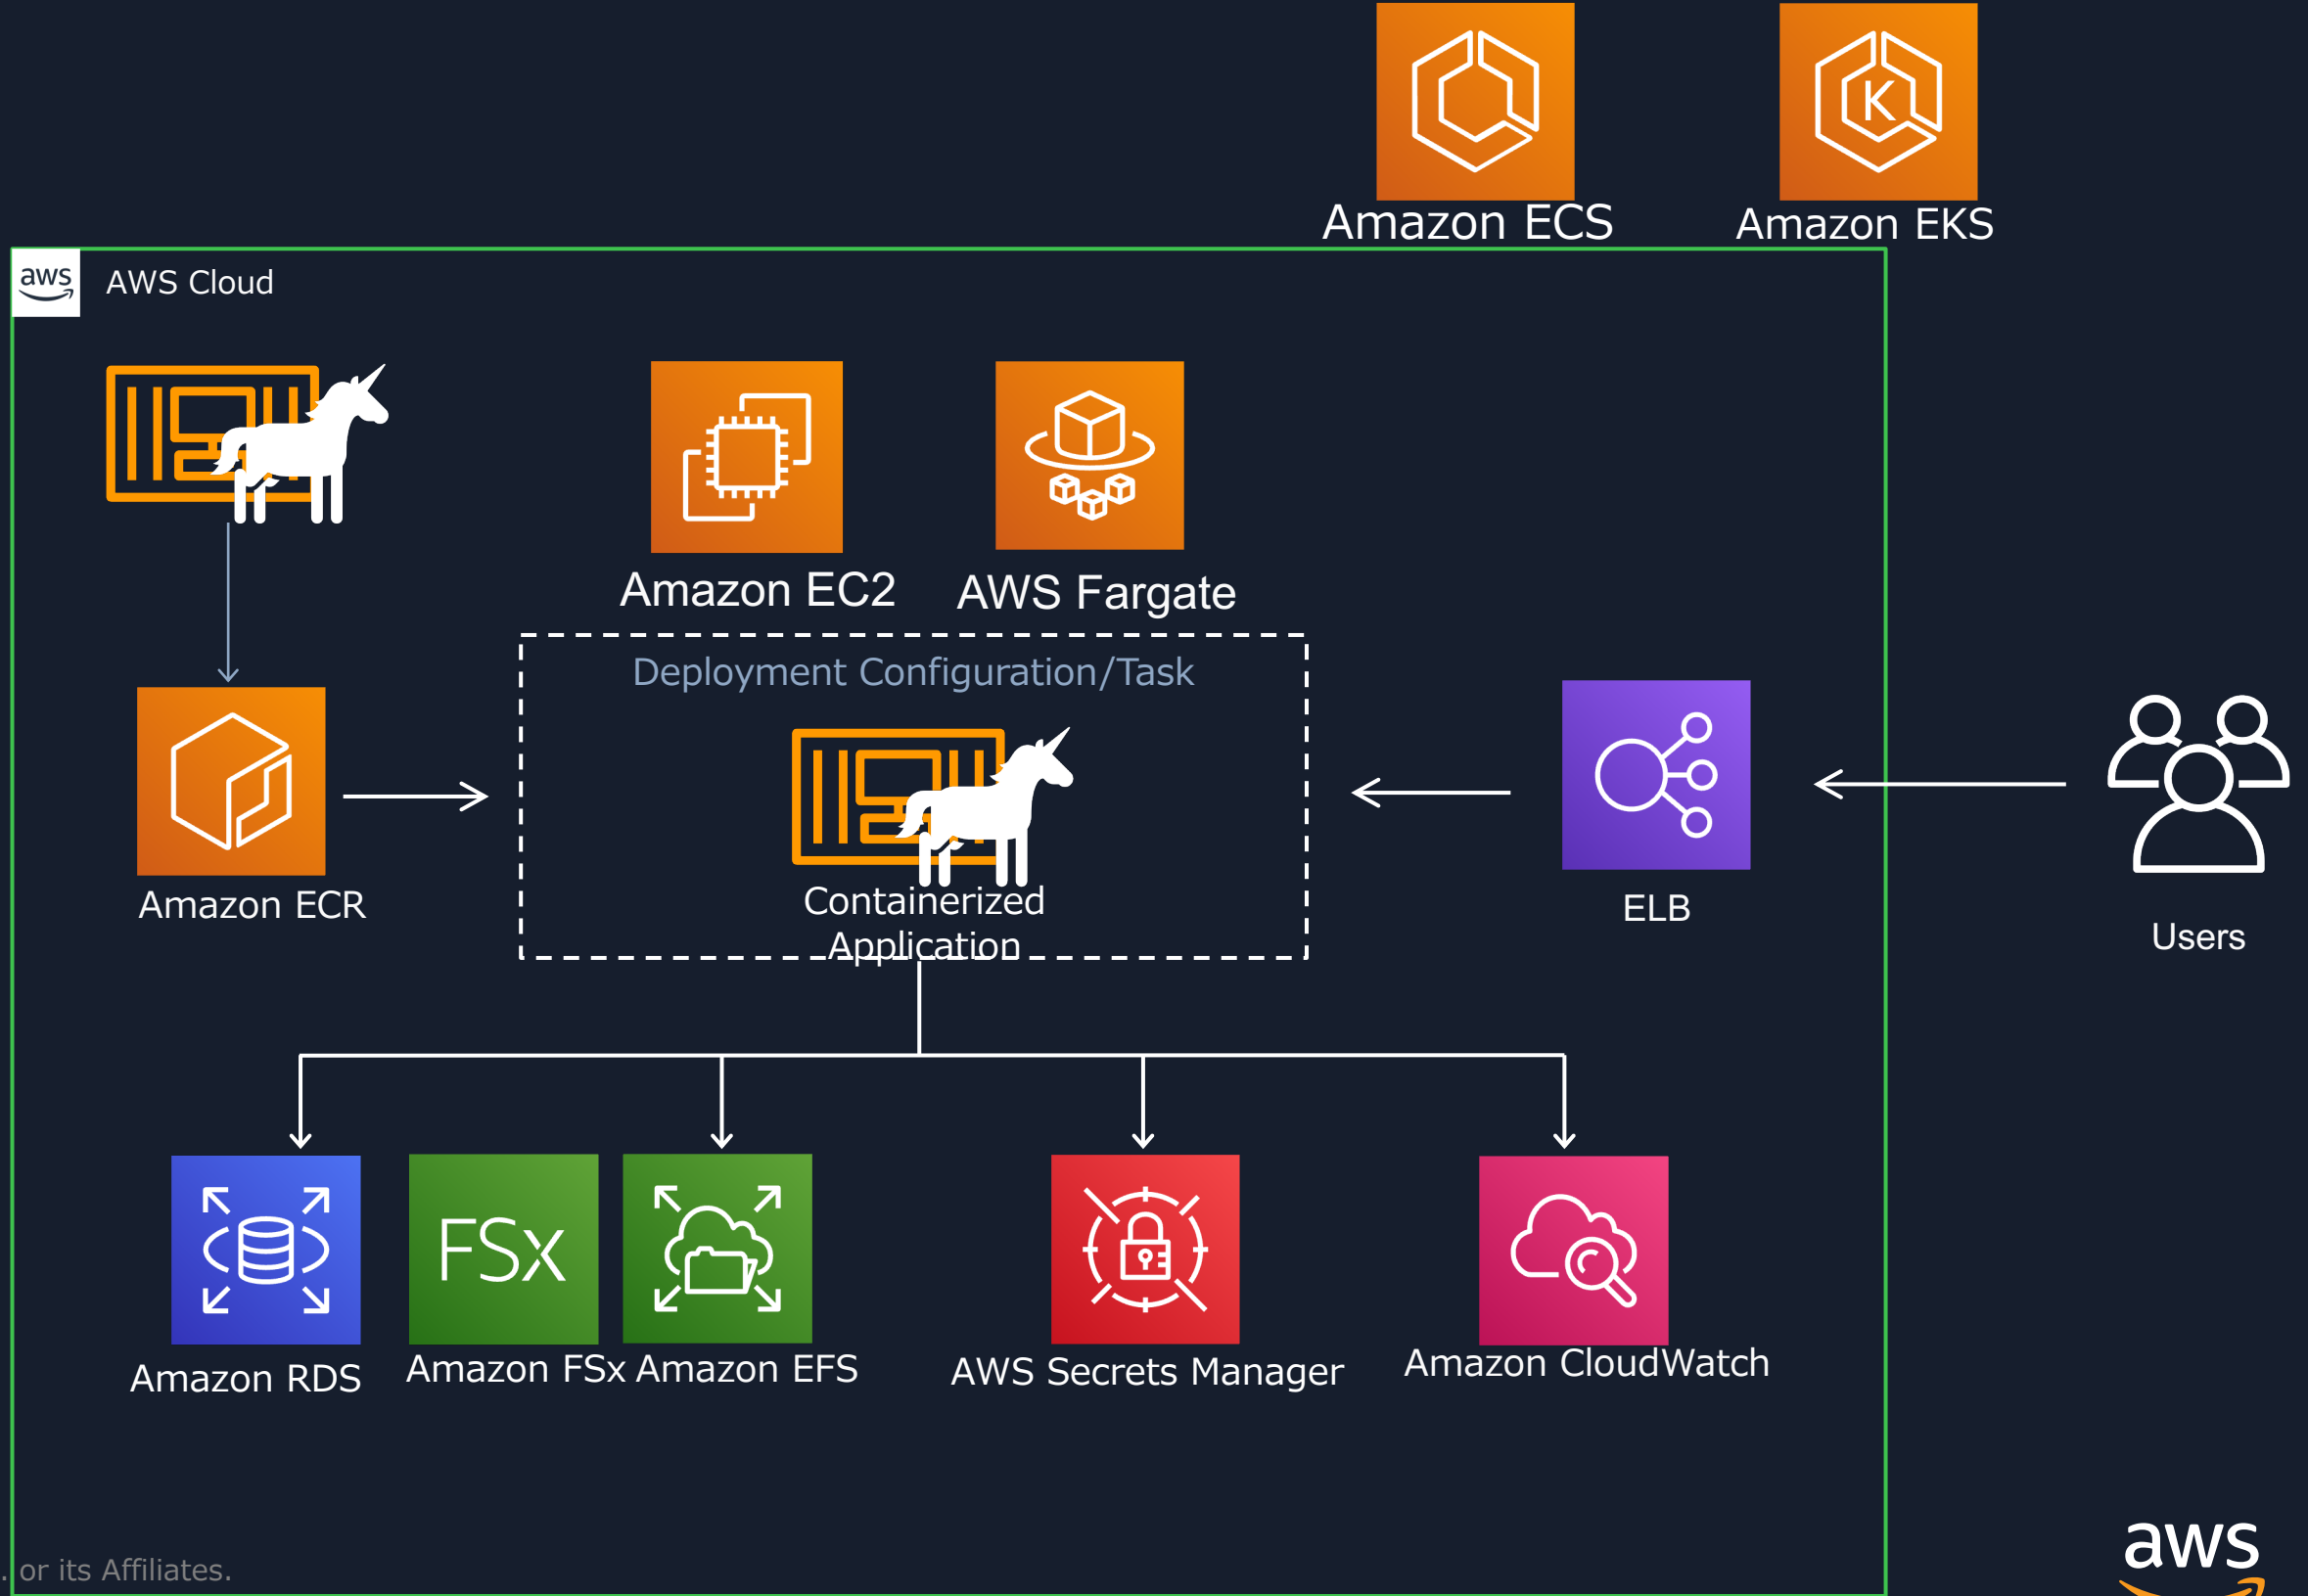 Amazon ECS
Amazon EKS
aws
AWS Cloud
Amazon EC2
AWS Fargate
Deployment Configuration/Task
Containerized
Application
Amazon ECR
ELB
Users
FSx
Amazon RDS
Amazon FSx
Amazon EFS
AWS Secrets Manager
Amazon CloudWatch
. or its Affiliates.
aws